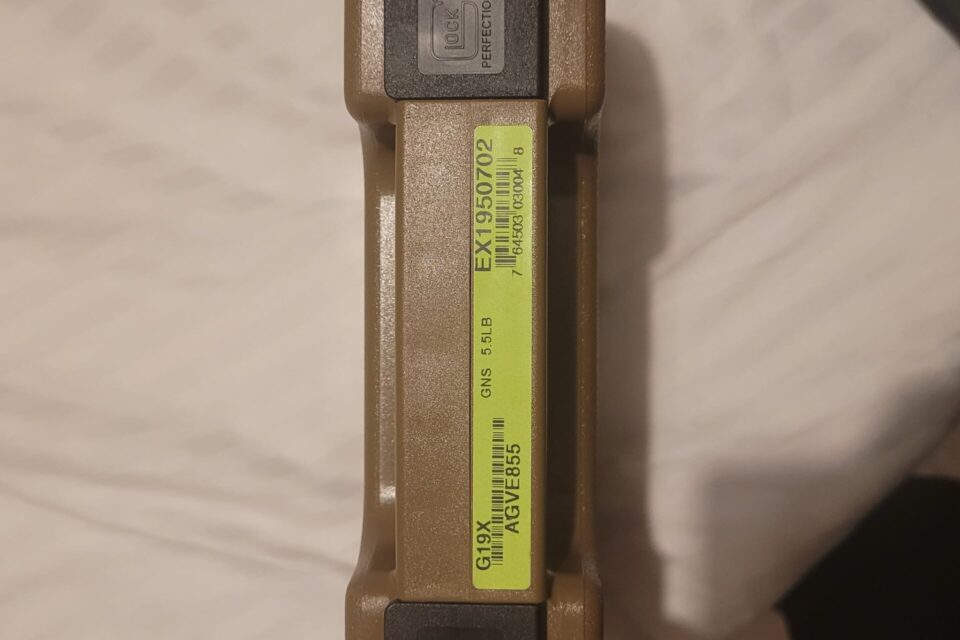 GLOCK
PERFECTION
EX1950702
7 64503 03004 8
GNS 5.5LB
G19X
AGVE855